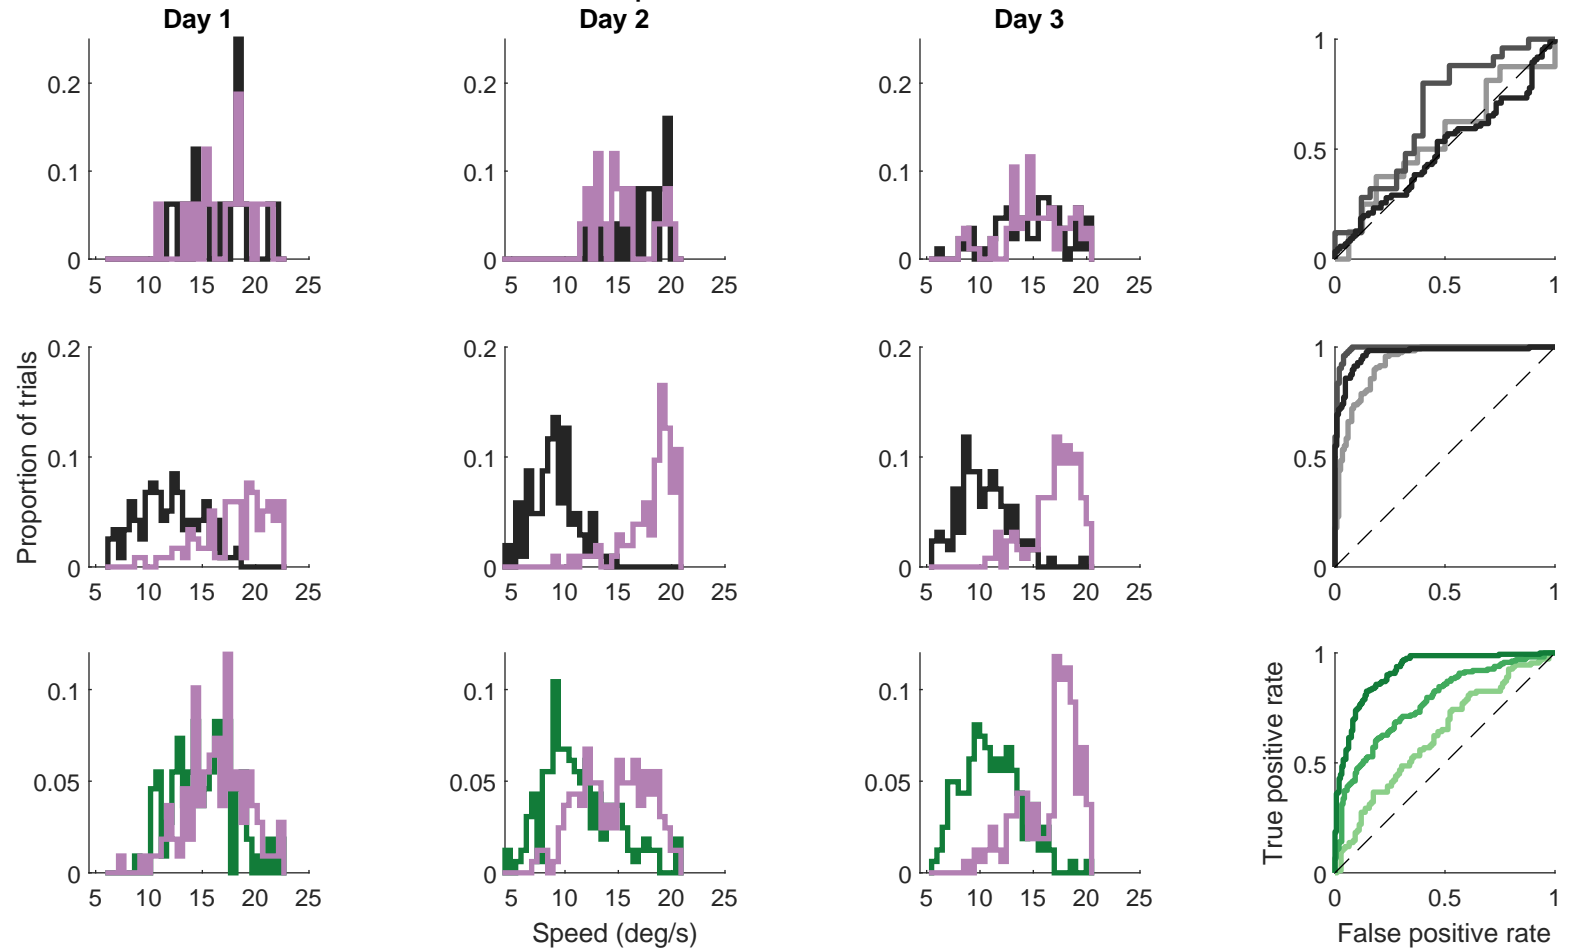 Day 1 Day 2 Day 3
0.2 0.2 0.2 1
0.1 0.1 0.1 0.5
0 0 0 0
5 10 15 20 25 5 10 15 20 25 5 10 15 20 25 0 0.5 1
Proportion of trials
0.2 0.2 0.2 1
0.1 0.1 0.1 0.5
0 0 0 0
5 10 15 20 25 5 10 15 20 25 5 10 15 20 25 0 0.5 1
True positive rate
0.1 0.1 0.1 1
0.05 0.05 0.05 0.5
0 0 0 0
5 10 15 20 25 5 10 15 20 25 5 10 15 20 25 0 0.5 1
Speed (deg/s) False positive rate